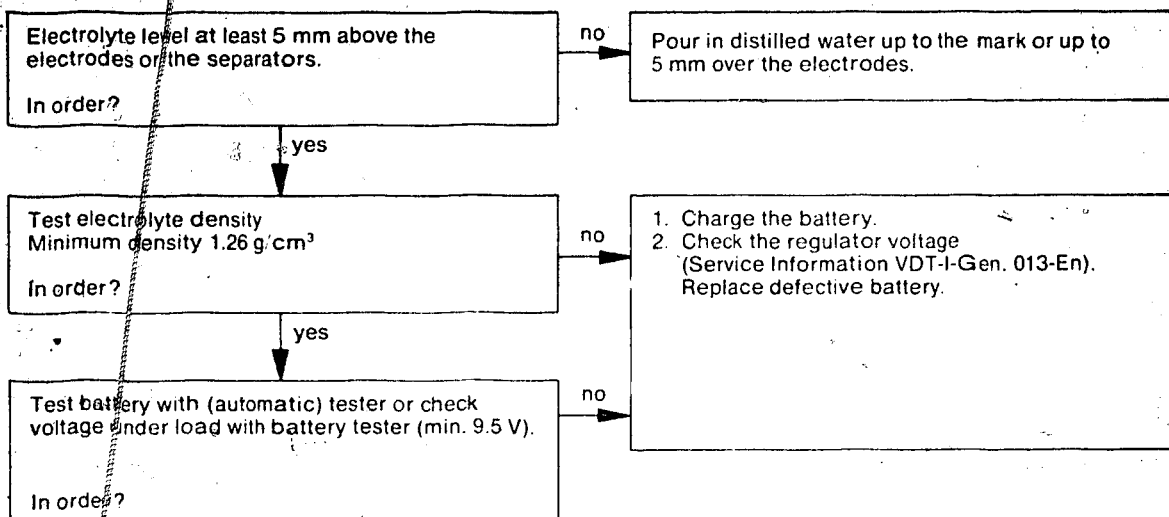 Electrolyte level at least 5 mm above the
electrodes or the separators.
In order?
no
Pour in distilled water up to the mark or up to
5 mm over the electrodes.
yes
Test electrolyte density
Minimum density 1.26 g/cm³
In order?
no
1. Charge the battery.
2. Check the regulator voltage
(Service Information VDT-I-Gen. 013-En).
Replace defective battery.
yes
Test battery with (automatic) tester or check
voltage under load with battery tester (min. 9.5 V).
In order?
no